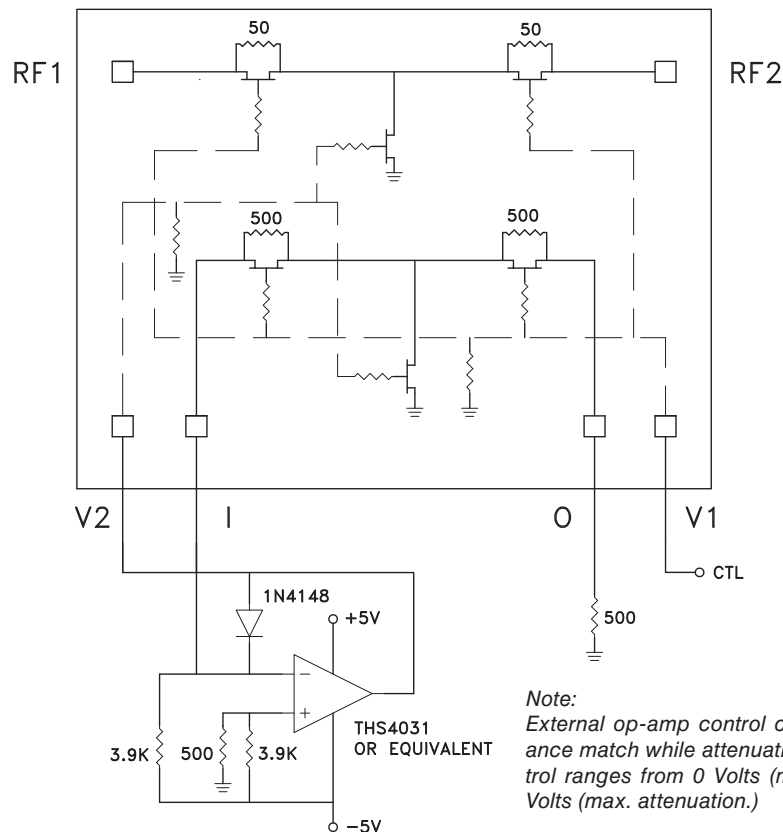 50 50
RF1 RF2
500 500
V2 I O V1
CTL
1N4148
+5V
500
−
+
THS4031
OR EQUIVALENT
3.9K 500 3.9K
−5V
Note:
External op-amp control
ance match while
trol ranges from 0 Volts
Volts (max. attenuation.)